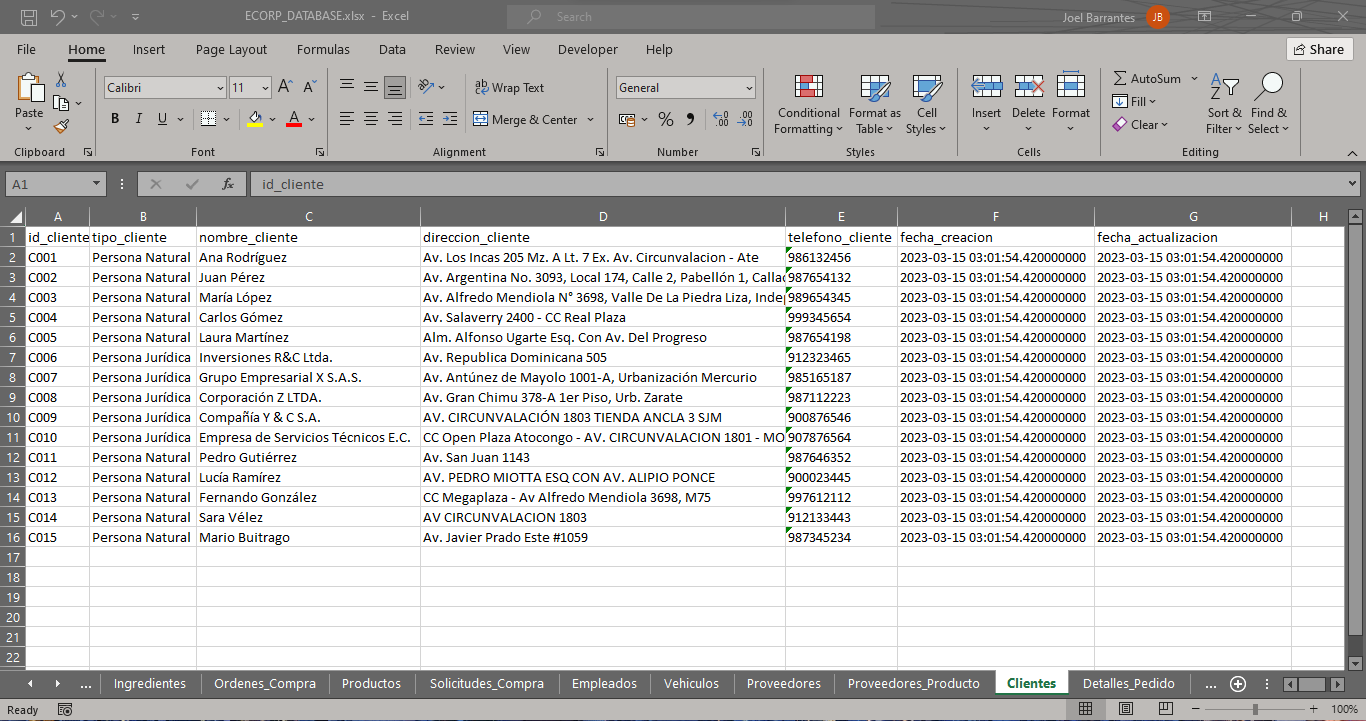 ECORP_DATABASE.xlsx - Excel
Search
Joel Barrantes
JB
File Home Insert Page Layout Formulas Data Review View Developer Help
Share
Paste
Clipboard
Calibri 11 A A
B I U A
Font
Wrap Text
Merge & Center
Alignment
General
% , .00
Number
Conditional Formatting
Format as Table
Cell Styles
Styles
Insert Delete Format
Cells
AutoSum
Fill
Clear
Sort & Filter
Find & Select
Editing
A1 fx id_cliente
A B C D E F G H
1 id_cliente tipo_cliente nombre_cliente direccion_cliente telefono_cliente fecha_creacion fecha_actualizacion
2 C001 Persona Natural Ana Rodríguez Av. Los Incas 205 Mz. A Lt. 7 Ex. Av. Circunvalacion - Ate 986132456 2023-03-15 03:01:54.420000000 2023-03-15 03:01:54.420000000
3 C002 Persona Natural Juan Pérez Av. Argentina No. 3093, Local 174, Calle 2, Pabellón 1, Callao 987654132 2023-03-15 03:01:54.420000000 2023-03-15 03:01:54.420000000
4 C003 Persona Natural María López Av. Alfredo Mendiola N° 3698, Valle De La Piedra Liza, Indep 989654345 2023-03-15 03:01:54.420000000 2023-03-15 03:01:54.420000000
5 C004 Persona Natural Carlos Gómez Av. Salaverry 2400 - CC Real Plaza 999345654 2023-03-15 03:01:54.420000000 2023-03-15 03:01:54.420000000
6 C005 Persona Natural Laura Martínez Alm. Alfonso Ugarte Esq. Con Av. Del Progreso 987654198 2023-03-15 03:01:54.420000000 2023-03-15 03:01:54.420000000
7 C006 Persona Jurídica Inversiones R&C Ltda. Av. Republica Dominicana 505 912323465 2023-03-15 03:01:54.420000000 2023-03-15 03:01:54.420000000
8 C007 Persona Jurídica Grupo Empresarial X S.A.S. Av. Antúnez de Mayolo 1001-A, Urbanización Mercurio 985165187 2023-03-15 03:01:54.420000000 2023-03-15 03:01:54.420000000
9 C008 Persona Jurídica Corporación Z LTDA. Av. Gran Chimu 378-A 1er Piso, Urb. Zarate 987112223 2023-03-15 03:01:54.420000000 2023-03-15 03:01:54.420000000
10 C009 Persona Jurídica Compañía Y & C S.A. AV. CIRCUNVALACIÓN 1803 TIENDA ANCLA 3 SJM 900876546 2023-03-15 03:01:54.420000000 2023-03-15 03:01:54.420000000
11 C010 Persona Jurídica Empresa de Servicios Técnicos E.C. CC Open Plaza Atocongo - AV. CIRCUNVALACION 1801 - MO 907876564 2023-03-15 03:01:54.420000000 2023-03-15 03:01:54.420000000
12 C011 Persona Natural Pedro Gutiérrez Av. San Juan 1143 987646352 2023-03-15 03:01:54.420000000 2023-03-15 03:01:54.420000000
13 C012 Persona Natural Lucía Ramírez AV. PEDRO MIOTTA ESQ CON AV. ALIPIO PONCE 900023445 2023-03-15 03:01:54.420000000 2023-03-15 03:01:54.420000000
14 C013 Persona Natural Fernando González CC Megaplaza - Av Alfredo Mendiola 3698, M75 997612112 2023-03-15 03:01:54.420000000 2023-03-15 03:01:54.420000000
15 C014 Persona Natural Sara Vélez AV CIRCUNVALACION 1803 912133443 2023-03-15 03:01:54.420000000 2023-03-15 03:01:54.420000000
16 C015 Persona Natural Mario Buitrago Av. Javier Prado Este #1059 987345234 2023-03-15 03:01:54.420000000 2023-03-15 03:01:54.420000000
17
18
19
20
21
22
... Ingredientes Ordenes_Compra Productos Solicitudes_Compra Empleados Vehiculos Proveedores Proveedores_Producto Clientes Detalles_Pedido ...
Ready
100%